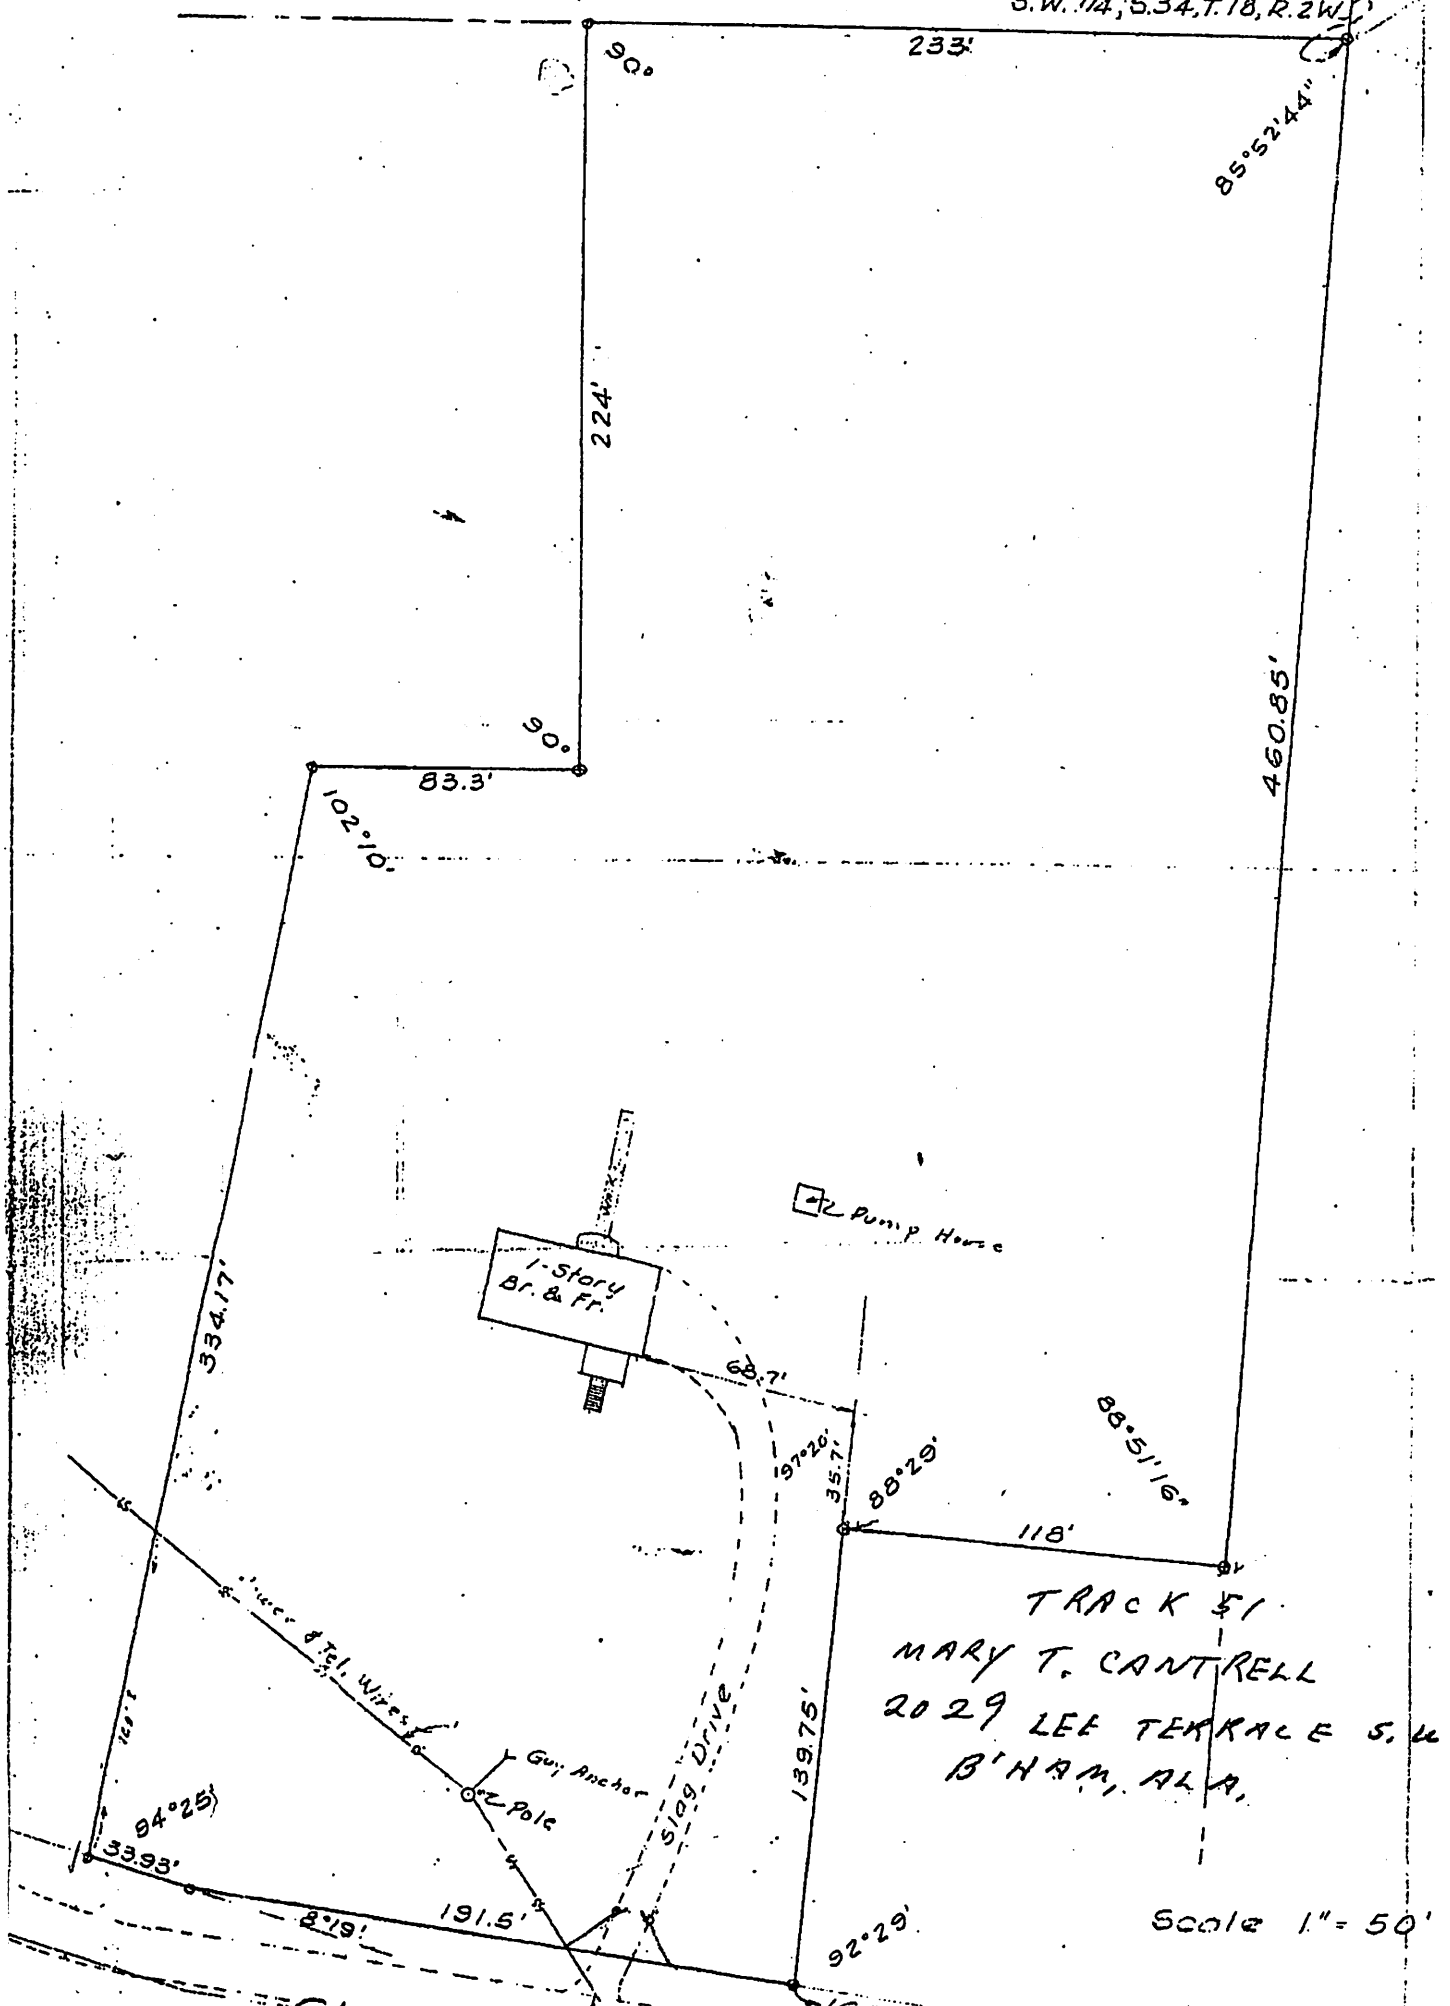 S.W. 1/4, S.34, T.18, R.2W.
233'
90°
85°52'44"
224'
460.85'
90°
83.3'
102°10'
Pump House
1-Story
Br. & Fr.
334.17'
68.7'
97°20'
35.7'
88°29'
88°51'16"
118'
TRACK 51
MARY T. CANTRELL
2029 LEE TERRACE S.W
B'HAM, ALA.
& Tel. Wires
139.75'
Slag Drive
Guy Anchor
Pole
94°25'
33.93'
8°19'
191.5'
92°29'
Scale 1" = 50'